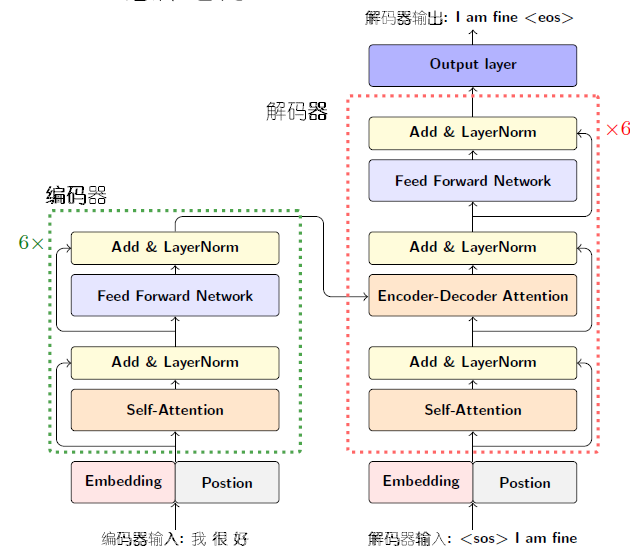 解码器输出: I am fine <eos>
Output layer
解码器
×6
Add & LayerNorm
Feed Forward Network
Add & LayerNorm
Encoder-Decoder Attention
Add & LayerNorm
Self-Attention
Embedding
Postion
解码器输入: <sos> I am fine
编码器
6×
Add & LayerNorm
Feed Forward Network
Add & LayerNorm
Self-Attention
Embedding
Postion
编码器输入: 我 很 好